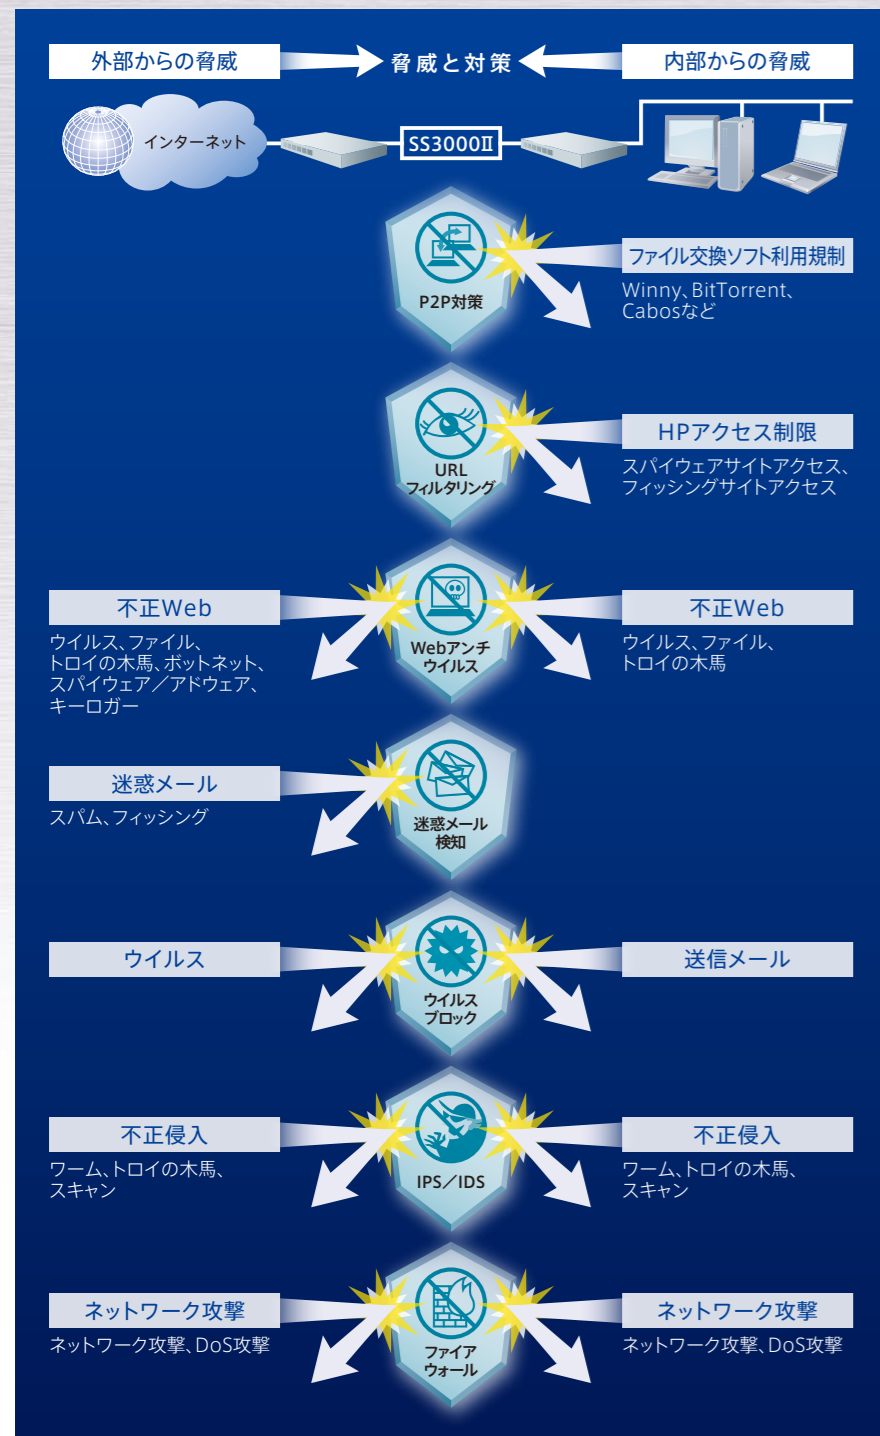 外部からの脅威
脅威と対策
内部からの脅威
インターネット
SS3000Ⅱ
P2P対策
ファイル交換ソフト利用規制
Winny、BitTorrent、
Cabosなど
URL
フィルタリング
HPアクセス制限
スパイウェアサイトアクセス、
フィッシングサイトアクセス
不正Web
ウイルス、ファイル、
トロイの木馬、ボットネット、
スパイウェア／アドウェア、
キーロガー
Webアンチ
ウイルス
不正Web
ウイルス、ファイル、
トロイの木馬
迷惑メール
スパム、フィッシング
迷惑メール
検知
ウイルス
ウイルス
ブロック
送信メール
不正侵入
ワーム、トロイの木馬、
スキャン
IPS／IDS
不正侵入
ワーム、トロイの木馬、
スキャン
ネットワーク攻撃
ネットワーク攻撃、DoS攻撃
ファイア
ウォール
ネットワーク攻撃
ネットワーク攻撃、DoS攻撃